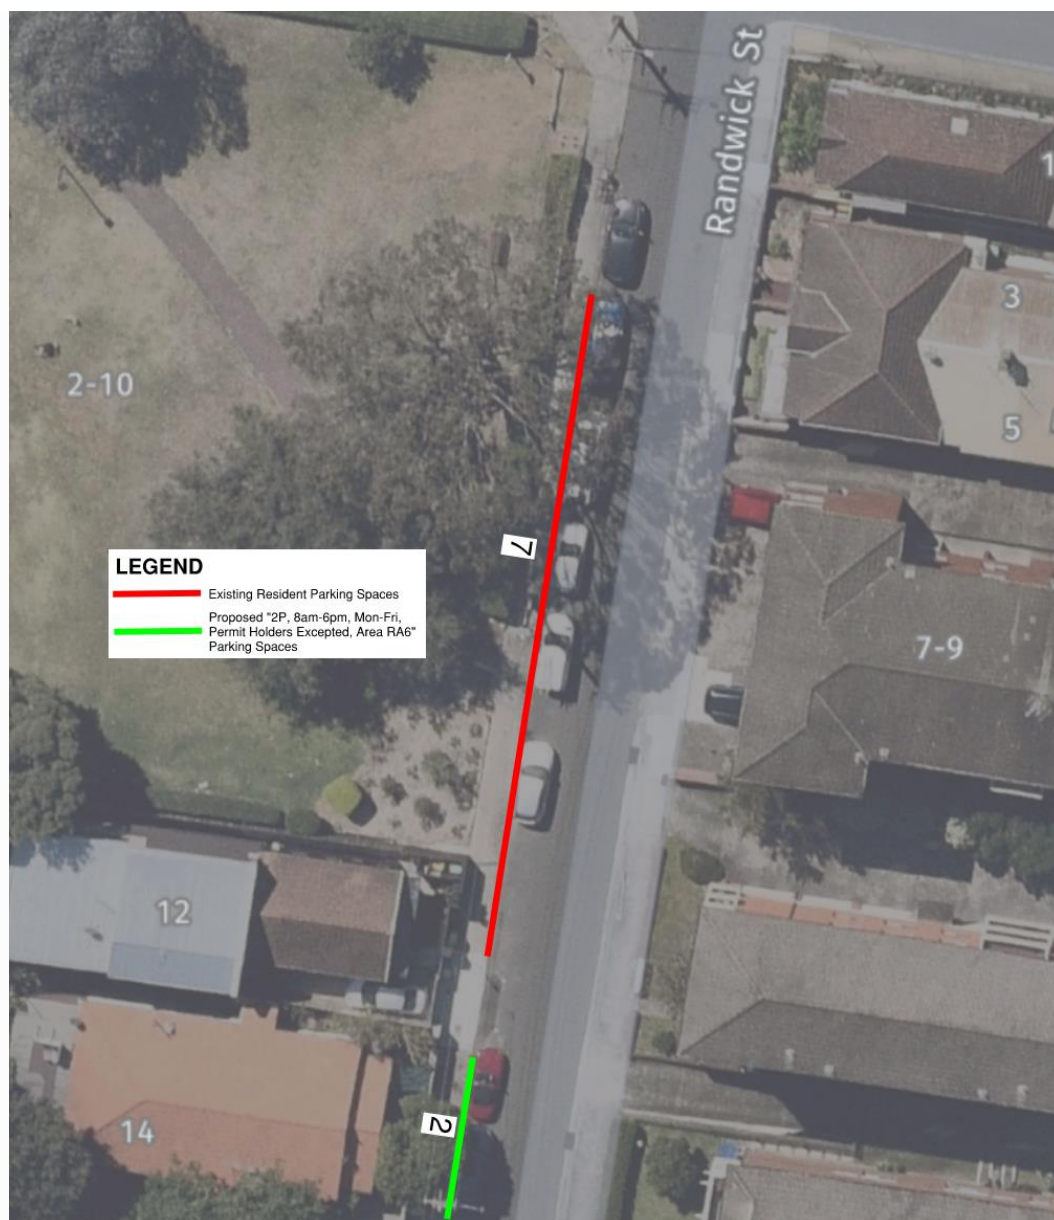 Randwick St
1
3
2-10
5
7
LEGEND
Existing Resident Parking Spaces
Proposed "2P, 8am-6pm, Mon-Fri,
Permit Holders Excepted, Area RA6"
Parking Spaces
7-9
12
2
14